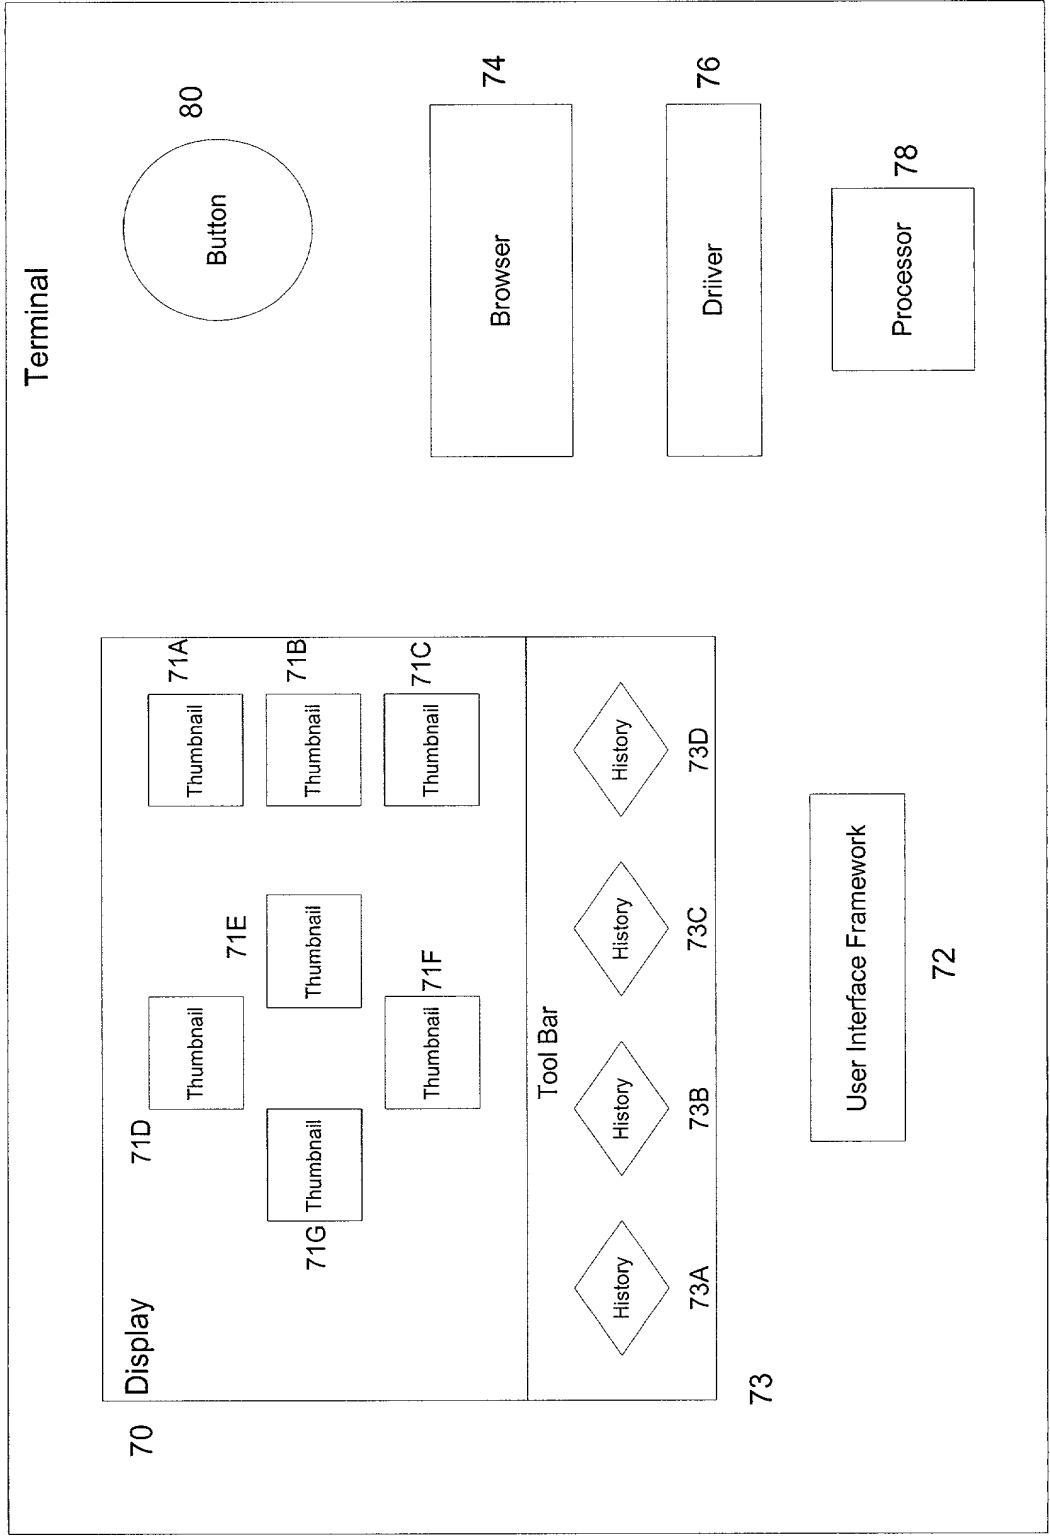 Terminal
70
Display
71D
71A
80
Thumbnail
Thumbnail
Button
71E
71B
71G
Thumbnail
Thumbnail
Thumbnail
71F
71C
Thumbnail
Thumbnail
74
Browser
Tool Bar
History
History
History
History
73A
73B
73C
73D
76
Driiver
73
User Interface Framework
72
78
Processor